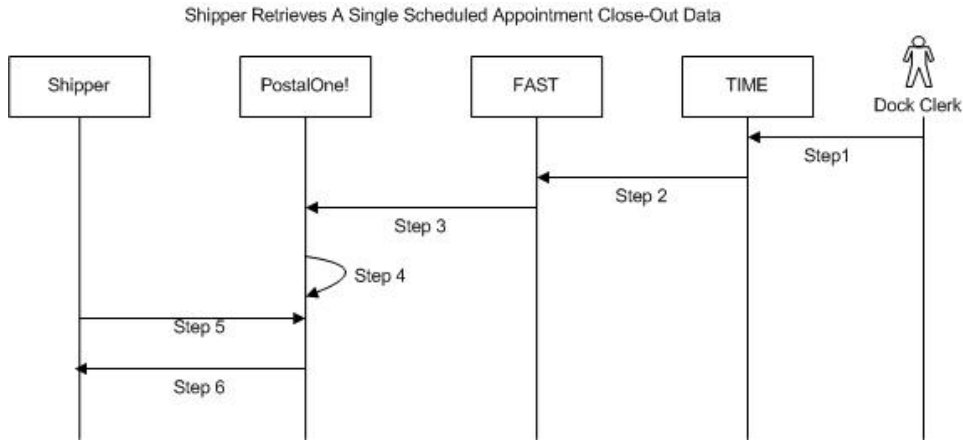 Shipper Retrieves A Single Scheduled Appointment Close-Out Data
Shipper
PostalOne!
FAST
TIME
Dock Clerk
Step1
Step 2
Step 3
Step 4
Step 5
Step 6